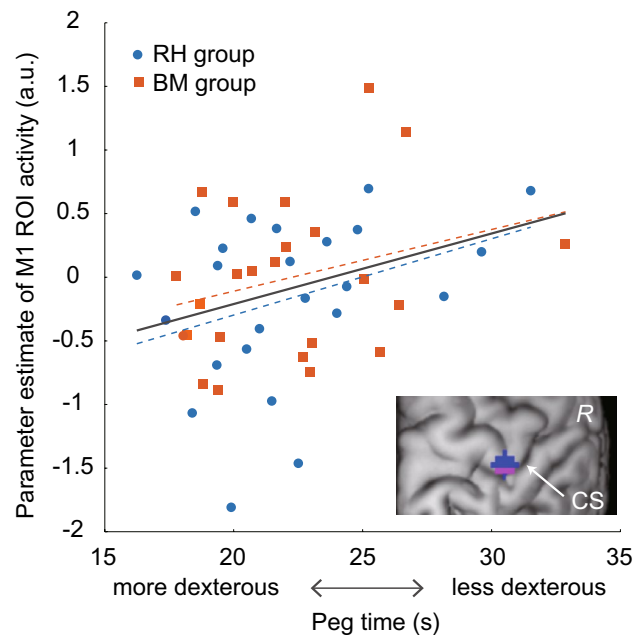 RH group
BM group
Parameter estimate of M1 ROI activity (a.u.)
2
1.5
1
0.5
0
-0.5
-1
-1.5
-2
R
CS
15
20
25
30
35
more dexterous
less dexterous
Peg time (s)